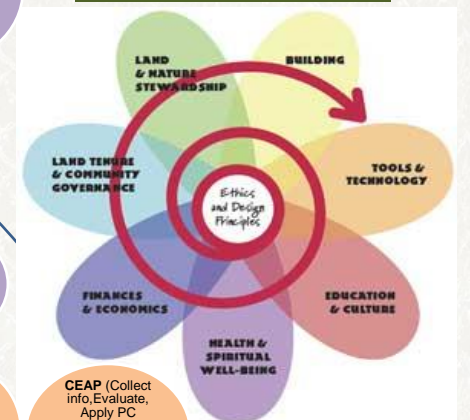 LAND
& NATURE
STEWARDSHIP
BUILDING
LAND TENURE
& COMMUNITY
GOVERNANCE
TOOLS &
TECHNOLOGY
Ethics
and Design
Principles
FINANCES
& ECONOMICS
EDUCATION
& CULTURE
HEALTH &
SPIRITUAL
WELL-BEING
CEAP (Collect
info,Evaluate,
Apply PC